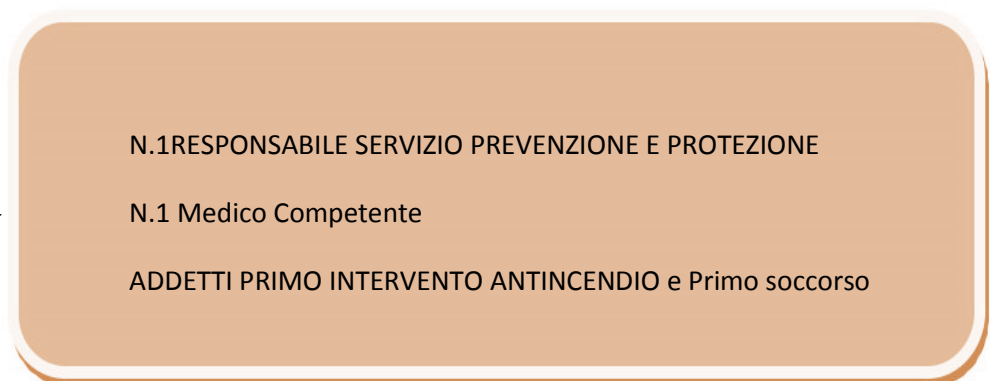 N.1RESPONSABILE SERVIZIO PREVENZIONE E PROTEZIONE
N.1 Medico Competente
ADDETTI PRIMO INTERVENTO ANTINCENDIO e Primo soccorso